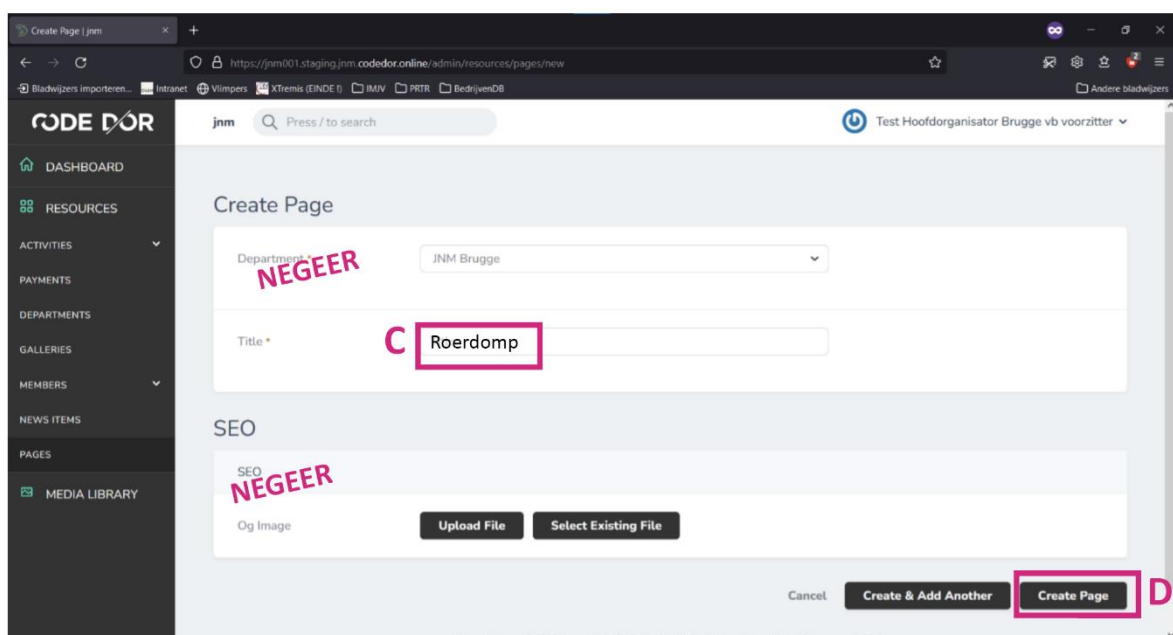 Create Page | jnm
https://jnm001.staging.jnm.codedor.online/admin/resources/pages/new
Bladwijzers importeren... Intranet Vlimpers XTremis (EINDE !) IMJV PRTR BedrijvenDB Andere bladwijzers
CODE D'OR jnm Press / to search Test Hoofdorganisator Brugge vb voorzitter
DASHBOARD
RESOURCES
Create Page
ACTIVITIES
Department * JNM Brugge
NEGEER
PAYMENTS
DEPARTMENTS
Title * C Roerdomp
GALLERIES
MEMBERS
NEWS ITEMS
SEO
PAGES
SEO
NEGEER
MEDIA LIBRARY
Og Image Upload File Select Existing File
Cancel Create & Add Another Create Page D